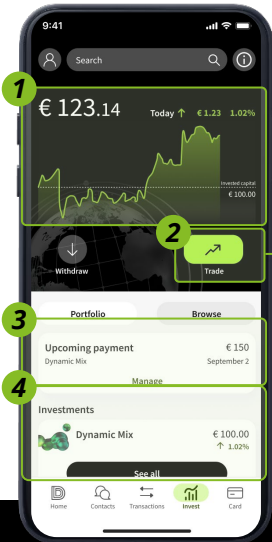 9:41
Search
1
€ 123.14
Today ↑ € 1.23 1.02%
Invested capital
€ 100.00
2
Withdraw
Trade
3
Portfolio
Browse
Upcoming payment
€ 150
Dynamic Mix
September 2
Manage
4
Investments
Dynamic Mix
€ 100.00
↑ 1.02%
See all
Home
Contacts
Transactions
Invest
Card